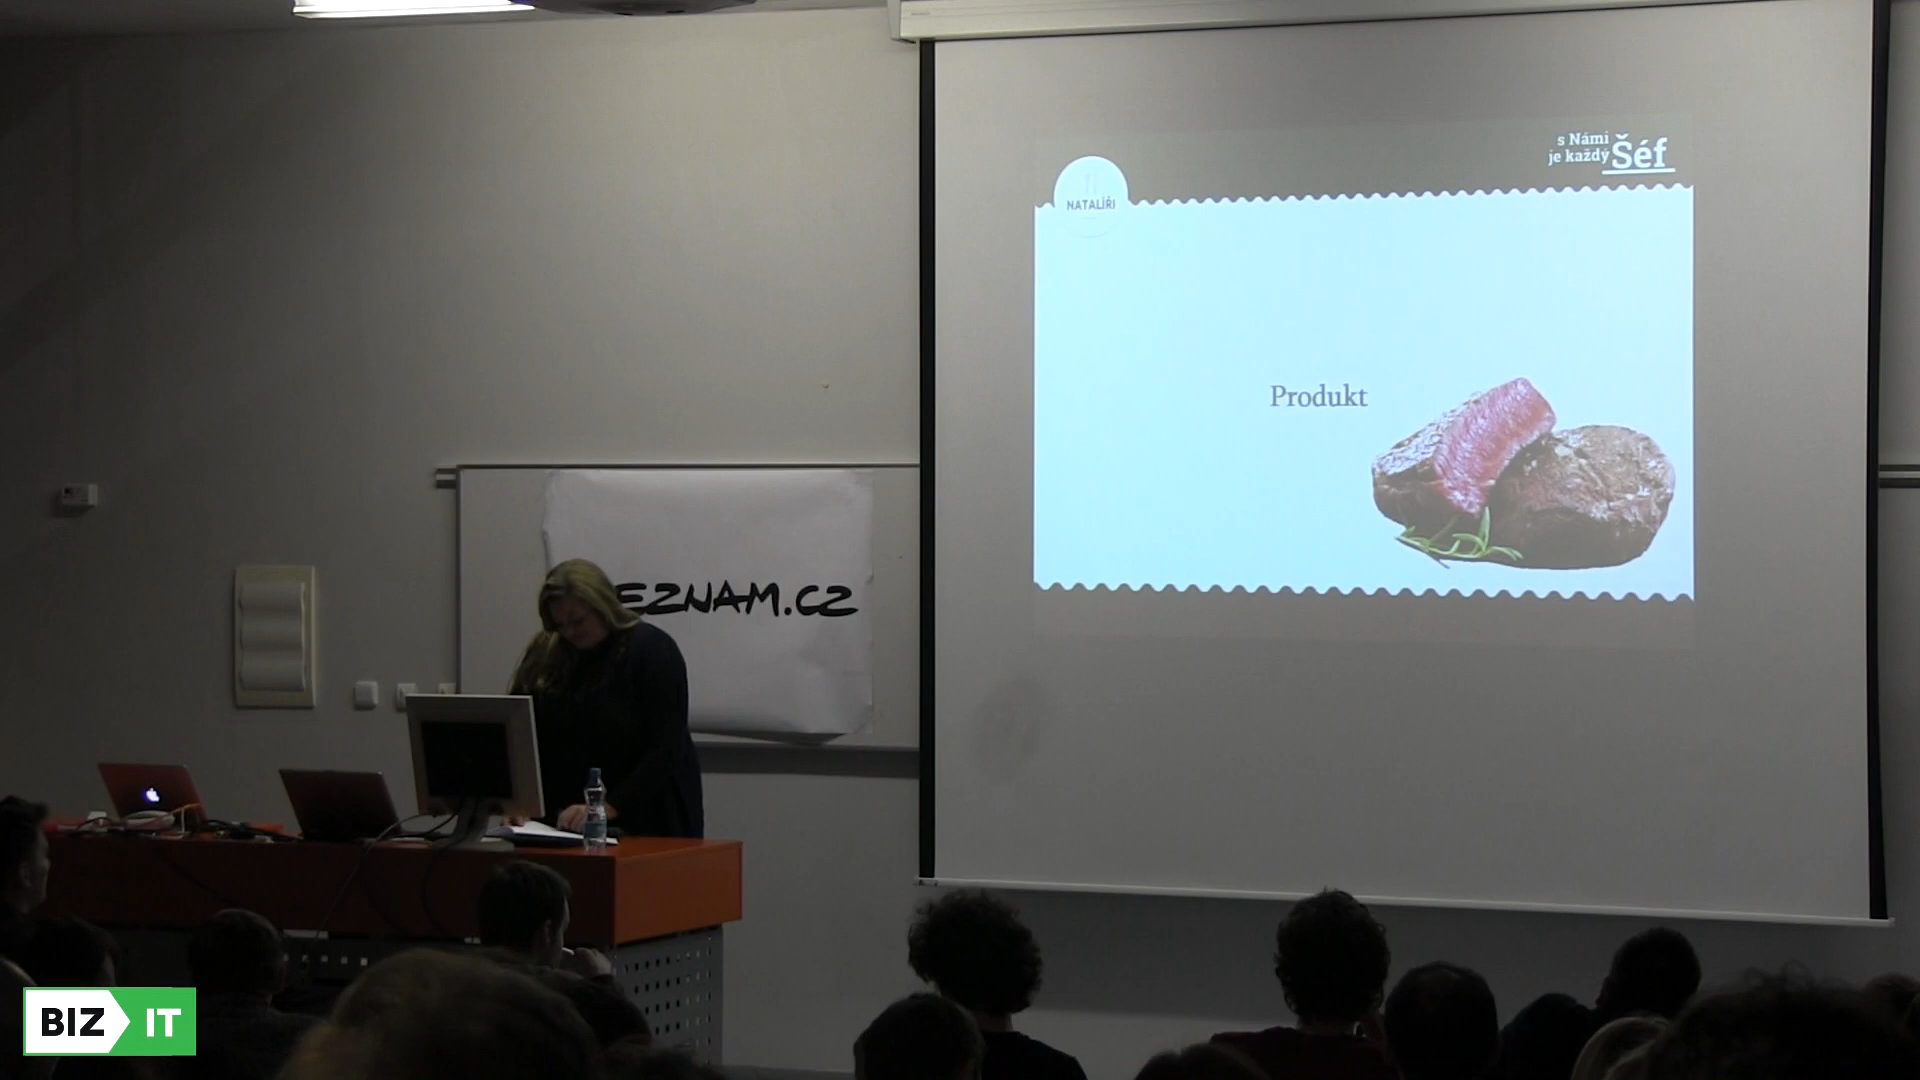 s Námi
je každý Šéf
NATALÍŘI
Produkt
EZNAM.CZ
BIZ IT